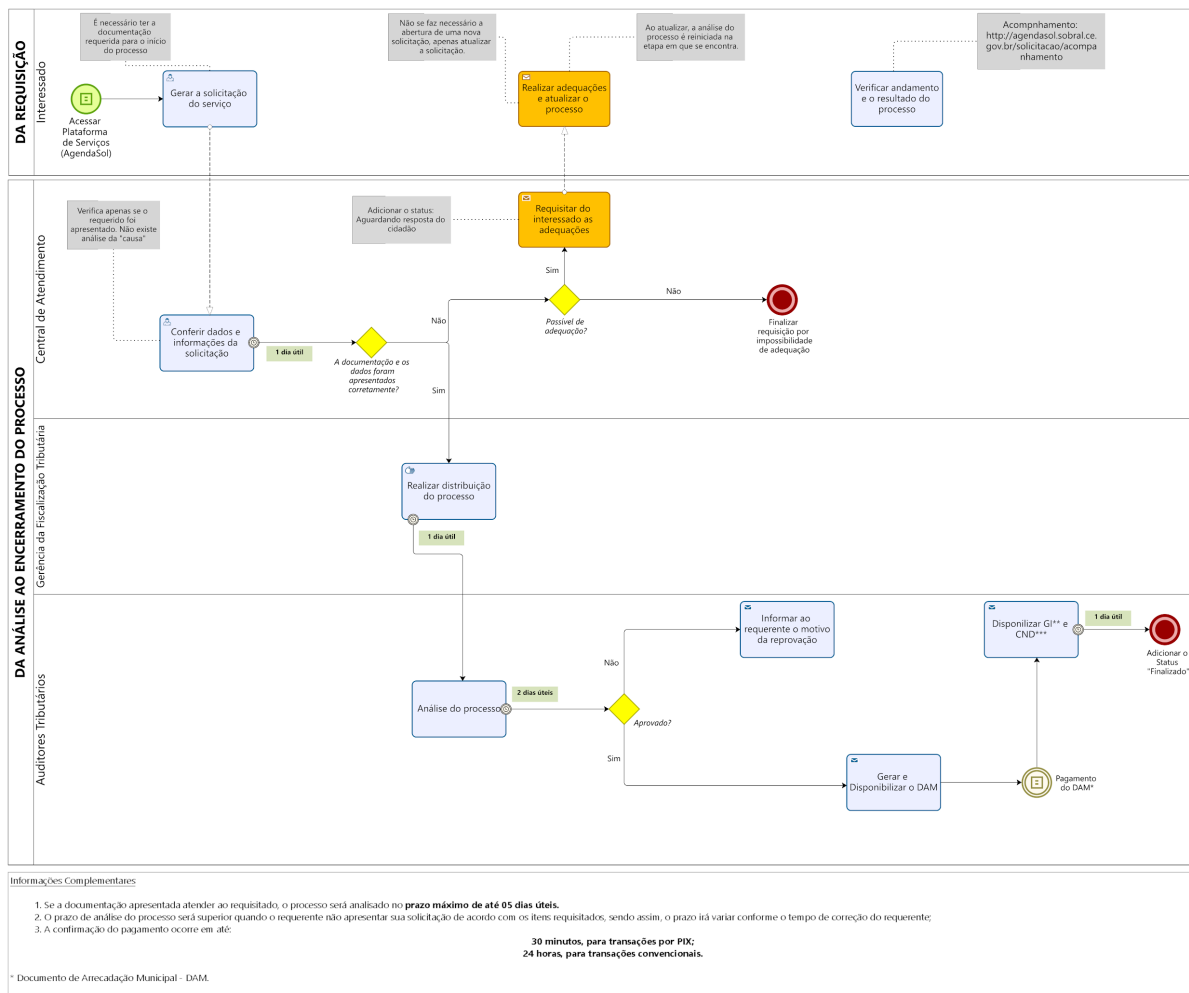 DA REQUISIÇÃO
Interessado
É necessário ter a
documentação
requerida para o início
do processo
Gerar a solicitação
do serviço
Acessar
Plataforma
de Serviços
(AgendaSol)
Não se faz necessário a
abertura de uma nova
solicitação, apenas atualizar
a solicitação.
Realizar adequações
e atualizar o
processo
Ao atualizar, a análise do
processo é reiniciada na
etapa em que se encontra.
Verificar andamento
e o resultado do
processo
Acompnhamento:
http://agendasol.sobral.ce.
gov.br/solicitacao/acompa
nhamento
DA ANÁLISE AO ENCERRAMENTO DO PROCESSO
Central de Atendimento
Verifica apenas se o
requerido foi
apresentado. Não existe
análise da "causa"
Conferir dados e
informações da
solicitação
1 dia útil
A documentação e os
dados foram
apresentados
corretamente?
Adicionar o status:
Aguardando resposta do
cidadão
Requisitar do
interessado as
adequações
Sim
Não
Passível de
adequação?
Não
Finalizar
requisição por
impossibilidade
de adequação
Sim
Gerência da Fiscalização Tributária
Realizar distribuição
do processo
1 dia útil
Auditores Tributários
Análise do processo
2 dias úteis
Aprovado?
Não
Informar ao
requerente o motivo
da reprovação
Sim
Gerar e
Disponibilizar o DAM
Pagamento
do DAM*
Disponilizar GI** e
CND***
1 dia útil
Adicionar o
Status
"Finalizado"
Informações Complementares
1. Se a documentação apresentada atender ao requisitado, o processo será analisado no prazo máximo de até 05 dias úteis.
2. O prazo de análise do processo será superior quando o requerente não apresentar sua solicitação de acordo com os itens requisitados, sendo assim, o prazo irá variar conforme o tempo de correção do requerente;
3. A confirmação do pagamento ocorre em até:
30 minutos, para transações por PIX;
24 horas, para transações convencionais.
* Documento de Arrecadação Municipal - DAM.